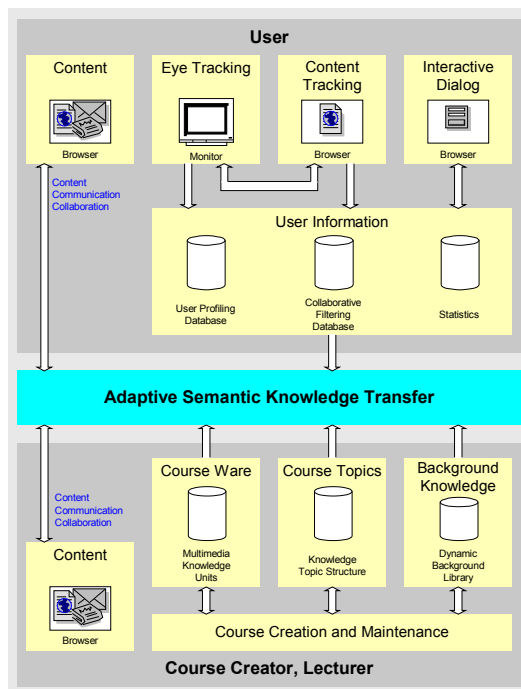 User
Content
Browser
Eye Tracking
Monitor
Content
Tracking
Browser
Interactive
Dialog
Browser
Content
Communication
Collaboration
User Information
User Profiling
Database
Collaborative
Filtering
Database
Statistics
Adaptive Semantic Knowledge Transfer
Content
Communication
Collaboration
Content
Browser
Course Ware
Multimedia
Knowledge
Units
Course Topics
Knowledge
Topic Structure
Background
Knowledge
Dynamic
Background
Library
Course Creation and Maintenance
Course Creator, Lecturer